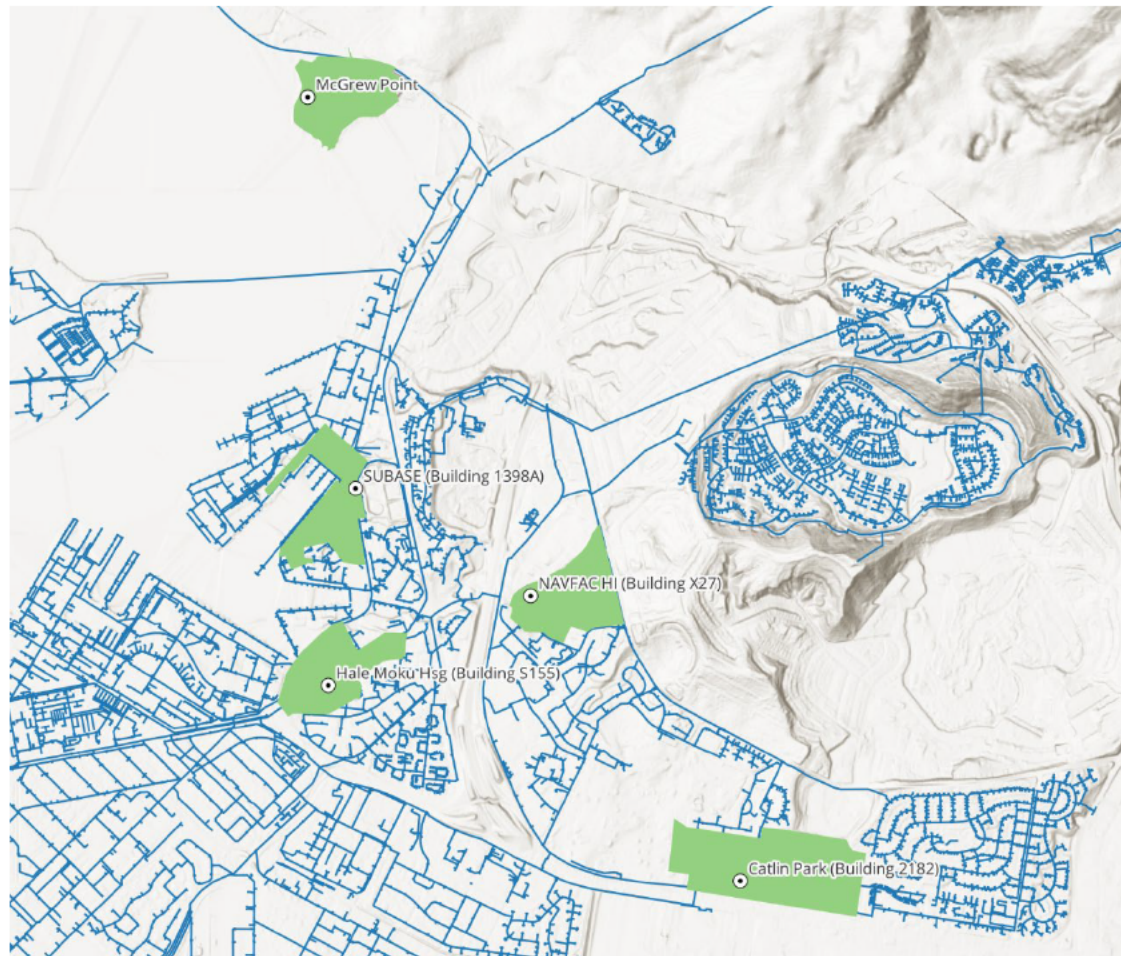 McGrew Point
SUBASE (Building 1398A)
NAVFAC HI (Building X27)
Hale Moku Hsg (Building S155)
Catlin Park (Building 2182)